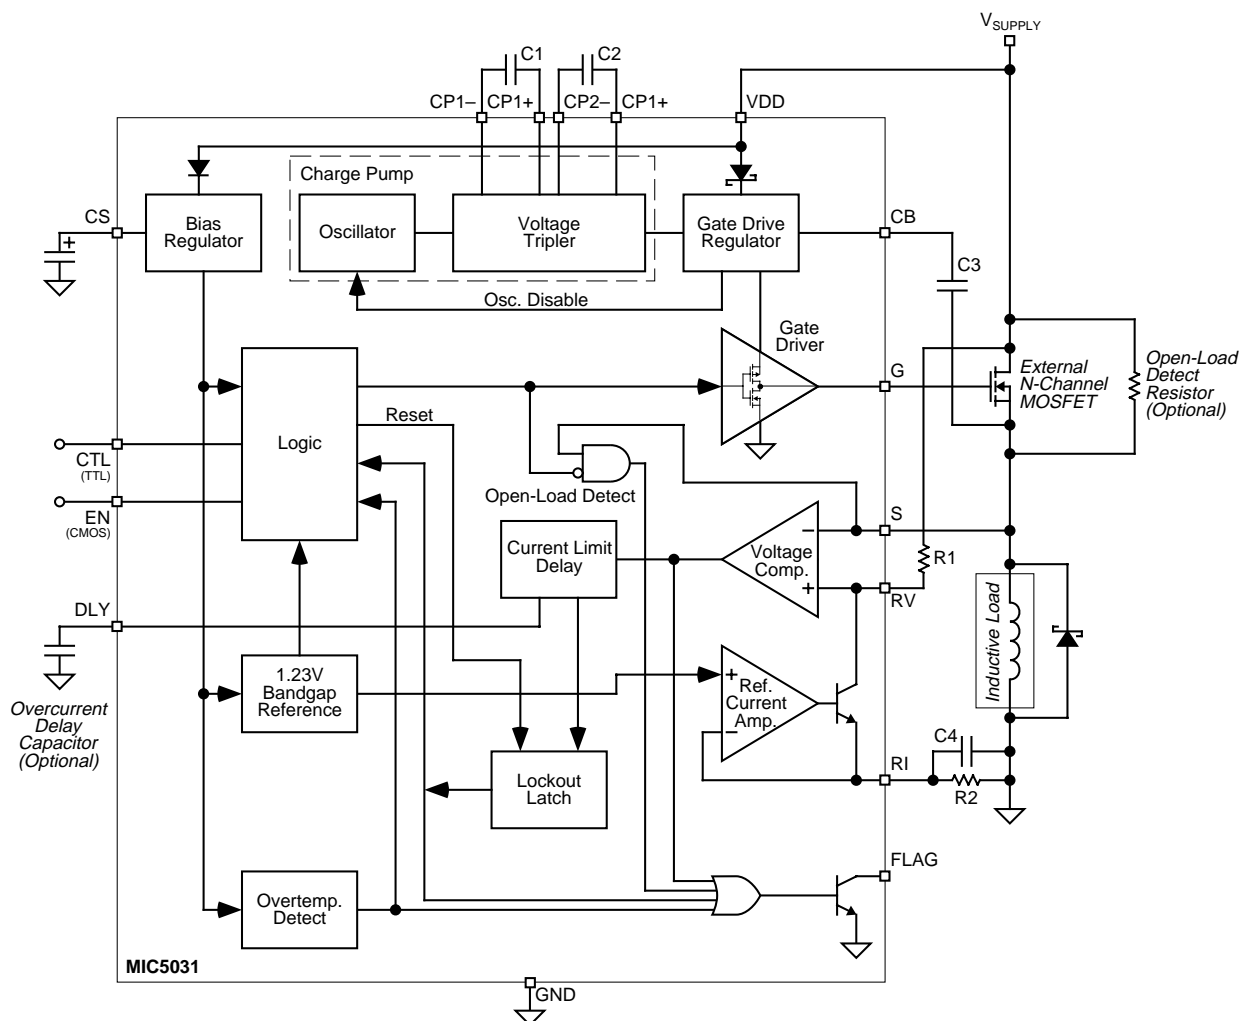 VSUPPLY
C1
C2
CP1–
CP1+
CP2–
CP1+
VDD
Charge Pump
CS
+
Bias
Regulator
Oscillator
Voltage
Tripler
Gate Drive
Regulator
CB
C3
Osc. Disable
Gate
Driver
G
External
N-Channel
MOSFET
Open-Load
Detect
Resistor
(Optional)
Reset
Logic
CTL
(TTL)
EN
(CMOS)
Open-Load Detect
Current Limit
Delay
–
Voltage
Comp.
+
S
R1
RV
DLY
Inductive Load
1.23V
Bandgap
Reference
+
Ref.
Current
Amp.
–
Overcurrent
Delay
Capacitor
(Optional)
Lockout
Latch
C4
RI
R2
FLAG
Overtemp.
Detect
MIC5031
GND